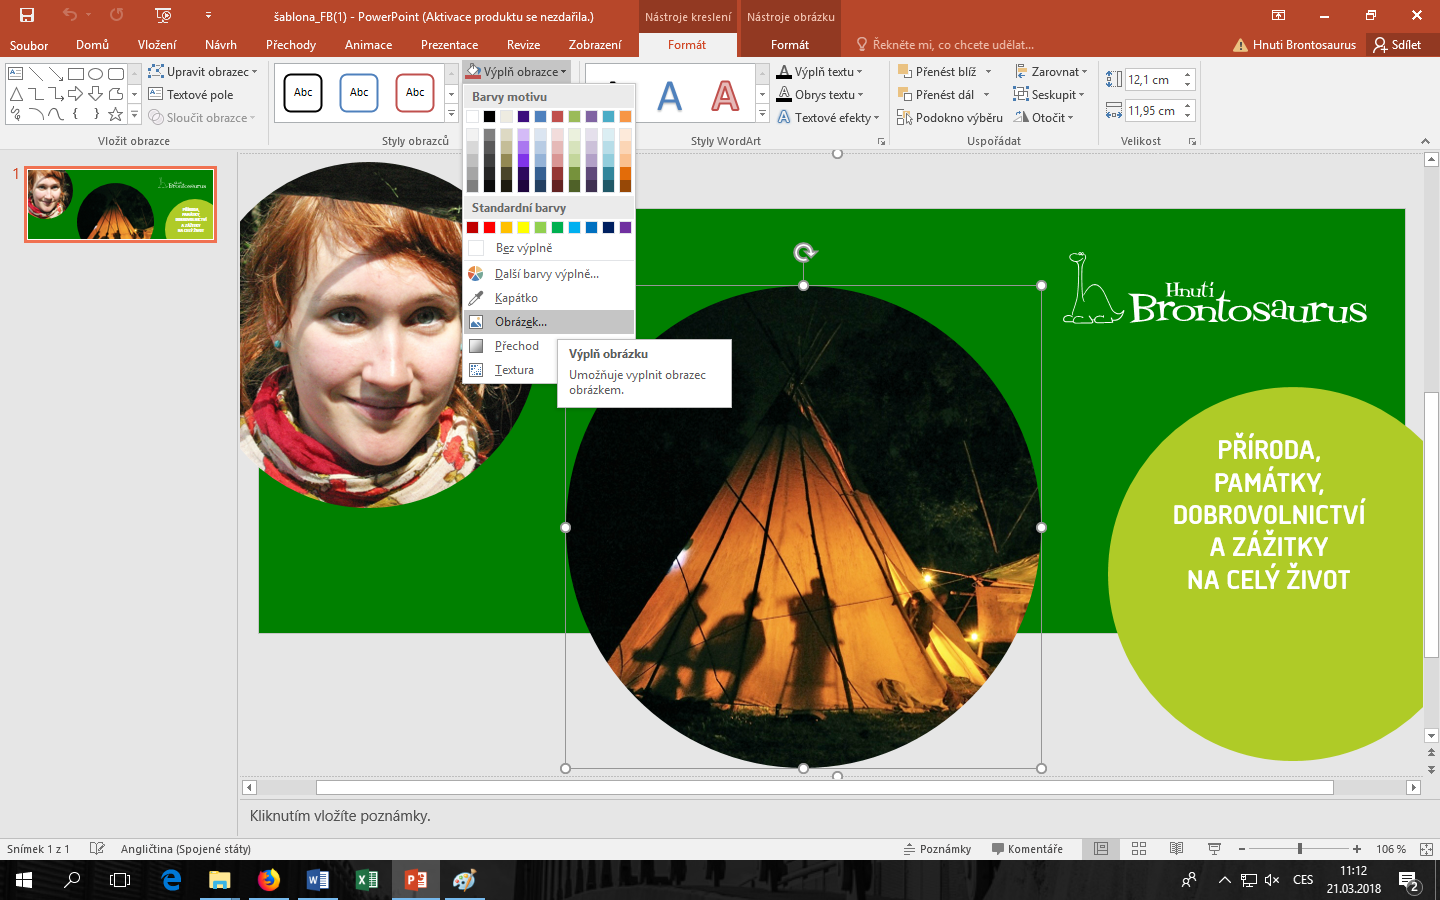 šablona_FB(1) - PowerPoint (Aktivace produktu se nezdařila.)
Nástroje kreslení
Nástroje obrázku
Soubor
Domů
Vložení
Návrh
Přechody
Animace
Prezentace
Revize
Zobrazení
Formát
Formát
Řekněte mi, co chcete udělat...
Hnuti Brontosaurus
Sdílet
Upravit obrazec
Textové pole
Sloučit obrazce
Vložit obrazce
Abc
Abc
Abc
Styly obrazců
Výplň obrazce
Výplň textu
Obrys textu
Textové efekty
Styly WordArt
Přenést blíž
Přenést dál
Podokno výběru
Zarovnat
Seskupit
Otočit
Uspořádat
12,1 cm
11,95 cm
Velikost
Barvy motivu
Standardní barvy
Bez výplně
Další barvy výplně...
Kapátko
Obrázek...
Přechod
Textura
Výplň obrázku
Umožňuje vyplnit obrazec
obrázkem.
1
Hnutí
Brontosaurus
PŘÍRODA,
PAMÁTKY,
DOBROVOLNICTVÍ
A ZÁŽITKY
NA CELÝ ŽIVOT
Kliknutím vložíte poznámky.
Snímek 1 z 1
Angličtina (Spojené státy)
Poznámky
Komentáře
106 %
CES
11:12
21.03.2018
2